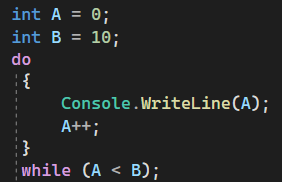 int A = 0;
int B = 10;
do
{
Console.WriteLine(A);
A++;
}
while (A < B);